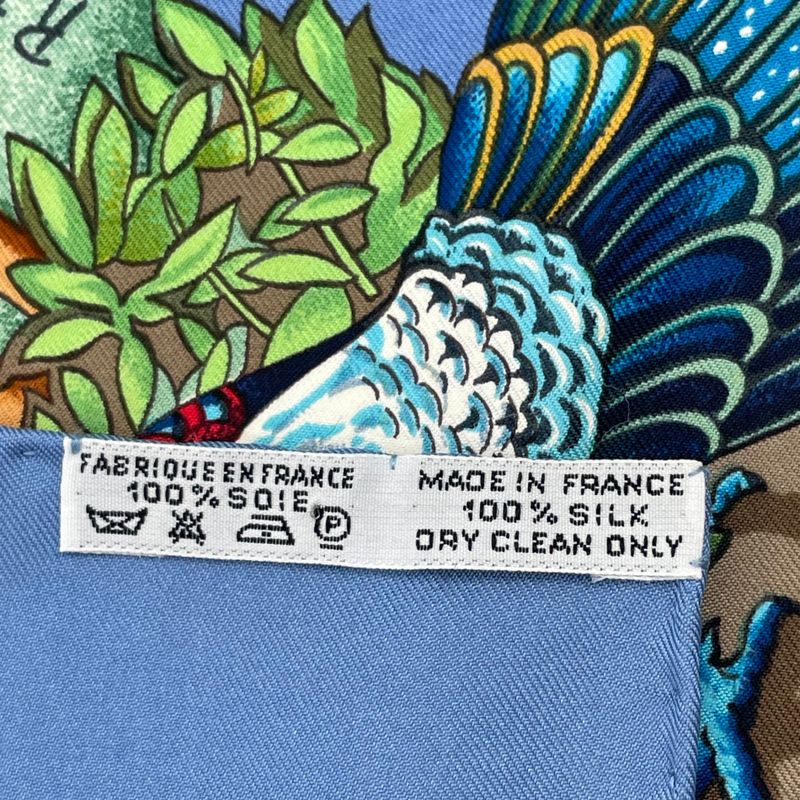 FABRIQUE EN FRANCE
100% SOIE
P
MADE IN FRANCE
100% SILK
DRY CLEAN ONLY